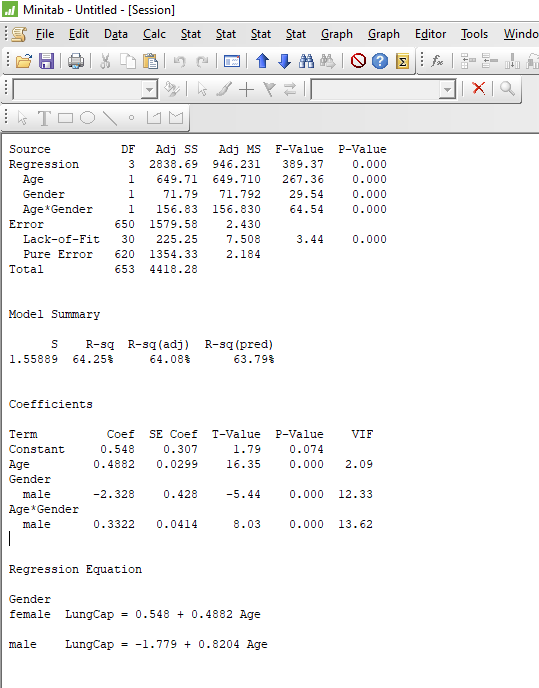 Minitab - Untitled - [Session]
File Edit Data Calc Stat Stat Stat Graph Graph Editor Tools Windo
T
Σ
fx
Source DF Adj SS Adj MS F-Value P-Value
Regression 3 2838.69 946.231 389.37 0.000
Age 1 649.71 649.710 267.36 0.000
Gender 1 71.79 71.792 29.54 0.000
Age*Gender 1 156.83 156.830 64.54 0.000
Error 650 1579.58 2.430
Lack-of-Fit 30 225.25 7.508 3.44 0.000
Pure Error 620 1354.33 2.184
Total 653 4418.28
Model Summary
S R-sq R-sq(adj) R-sq(pred)
1.55889 64.25% 64.08% 63.79%
Coefficients
Term Coef SE Coef T-Value P-Value VIF
Constant 0.548 0.307 1.79 0.074
Age 0.4882 0.0299 16.35 0.000 2.09
Gender
male -2.328 0.428 -5.44 0.000 12.33
Age*Gender
male 0.3322 0.0414 8.03 0.000 13.62
Regression Equation
Gender
female LungCap = 0.548 + 0.4882 Age
male LungCap = -1.779 + 0.8204 Age